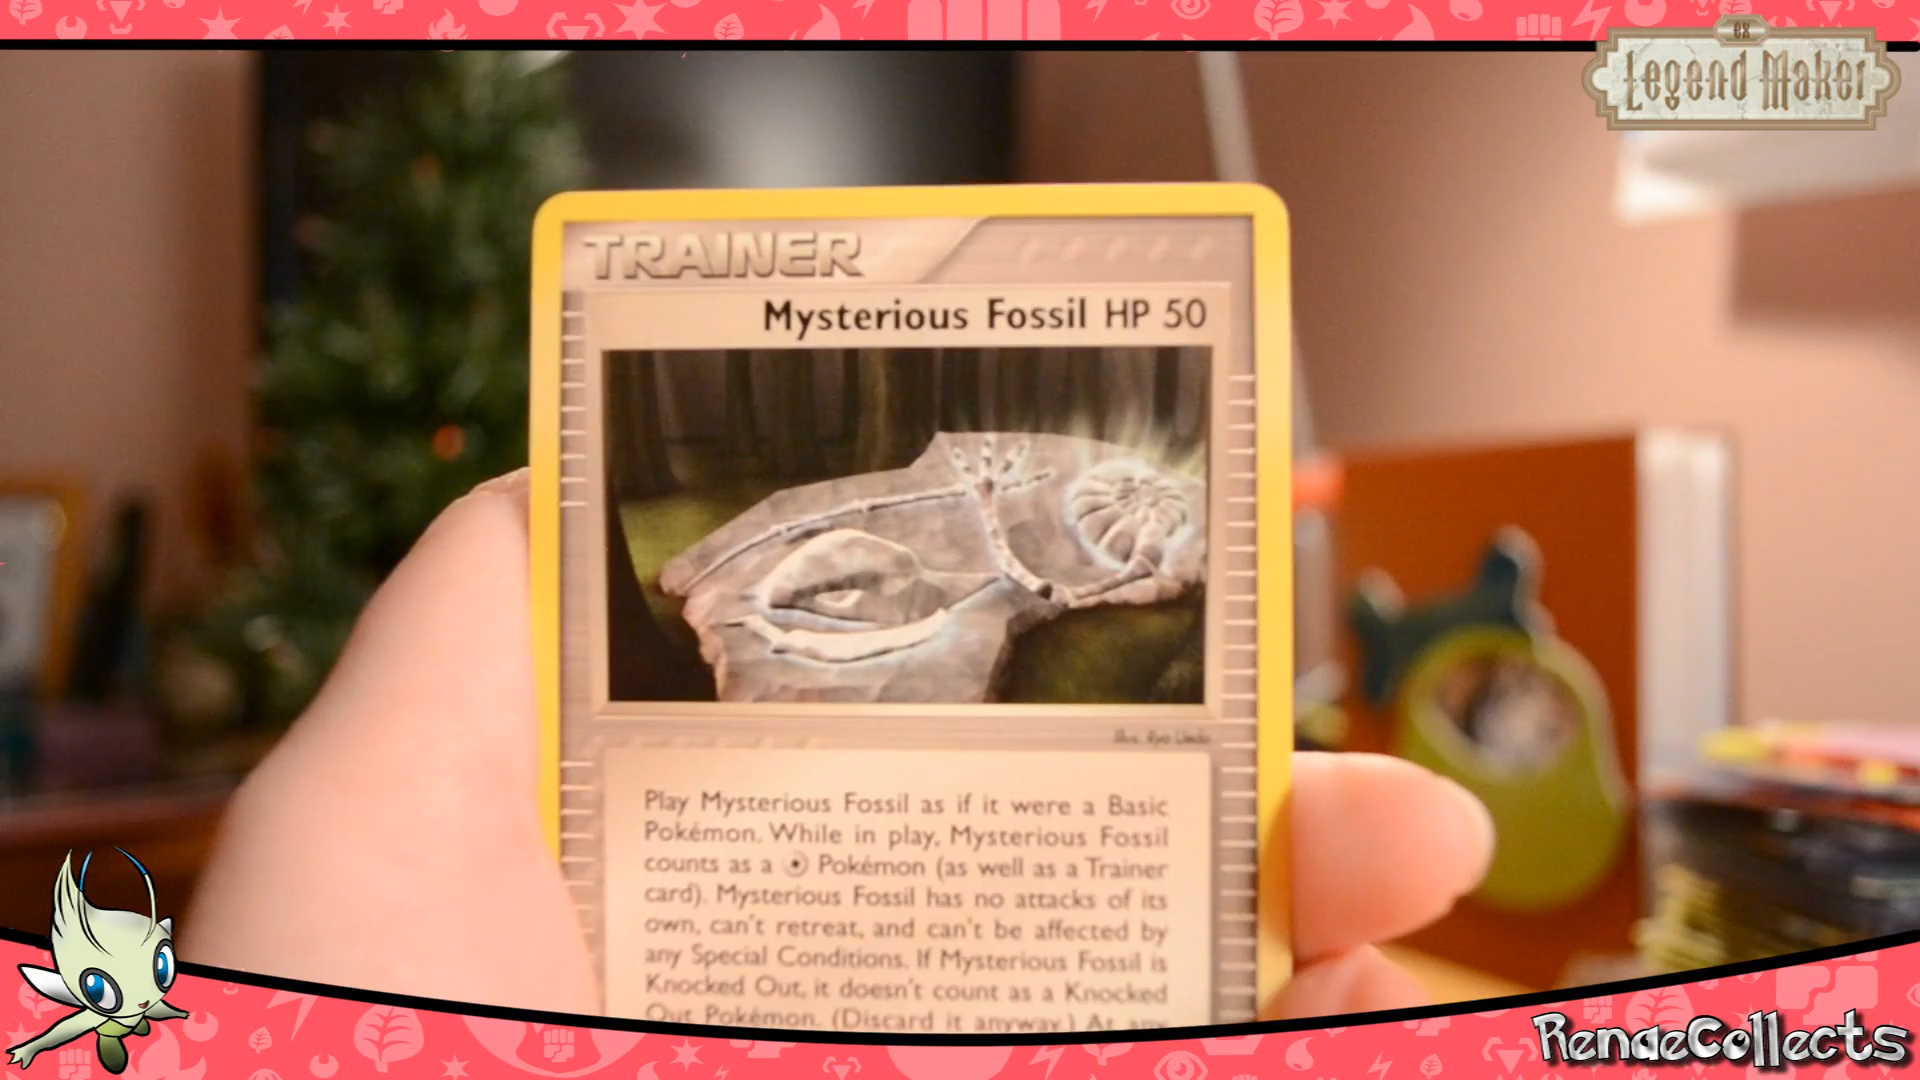 ex
Legend Maker
TRAINER
Mysterious Fossil HP 50
Play Mysterious Fossil as if it were a Basic
Pokémon. While in play, Mysterious Fossil
counts as a Pokémon (as well as a Trainer
card). Mysterious Fossil has no attacks of its
own, can't retreat, and can't be affected by
any Special Conditions. If Mysterious Fossil is
Knocked Out, it doesn't count as a Knocked
Out Pokémon. (Discard it anyway.) At any
RenaeCollects